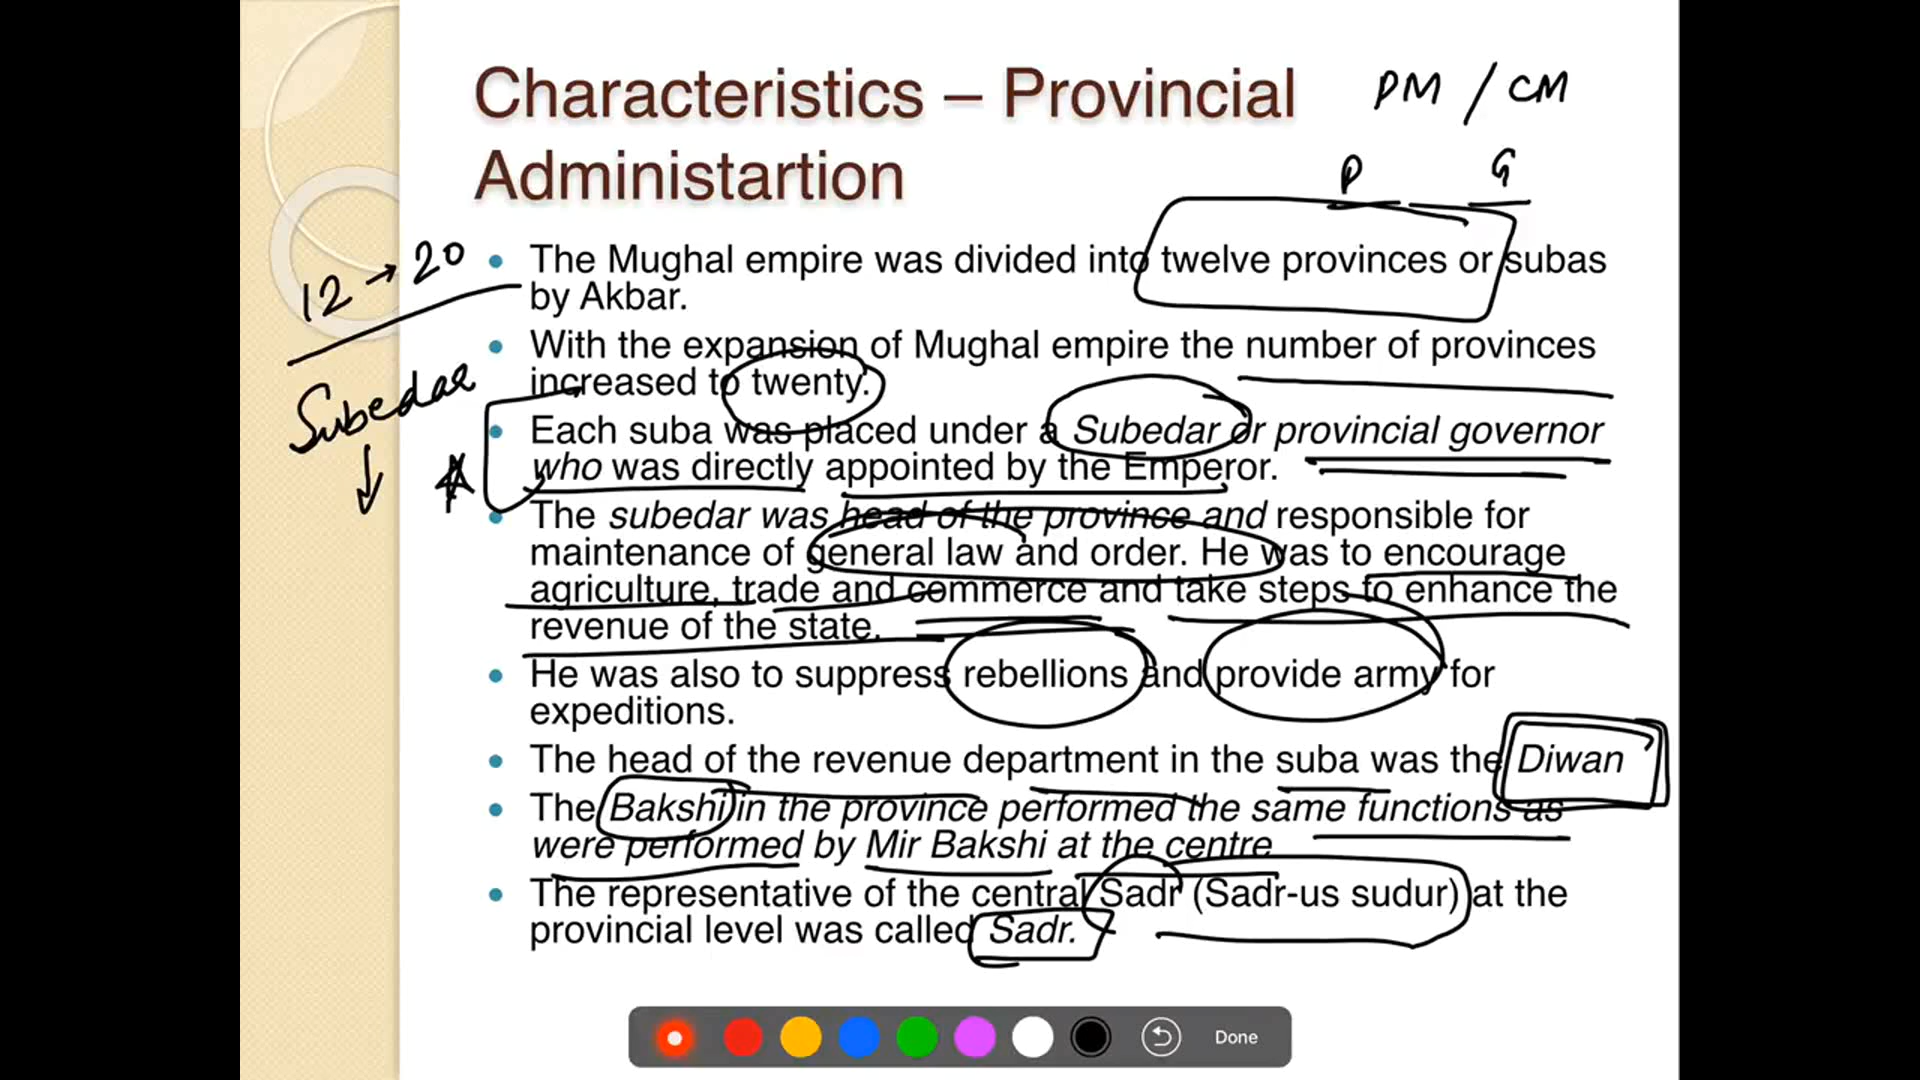 Characteristics – Provincial
Administartion
PM / CM
P G
12 → 20
Subedar
• The Mughal empire was divided into twelve provinces or subas
by Akbar.
• With the expansion of Mughal empire the number of provinces
increased to twenty.
• Each suba was placed under a Subedar or provincial governor
who was directly appointed by the Emperor.
• The subedar was head of the province and responsible for
maintenance of general law and order. He was to encourage
agriculture, trade and commerce and take steps to enhance the
revenue of the state.
• He was also to suppress rebellions and provide army for
expeditions.
• The head of the revenue department in the suba was the Diwan
• The Bakshi in the province performed the same functions as
were performed by Mir Bakshi at the centre
• The representative of the central Sadr (Sadr-us sudur) at the
provincial level was called Sadr.
Done